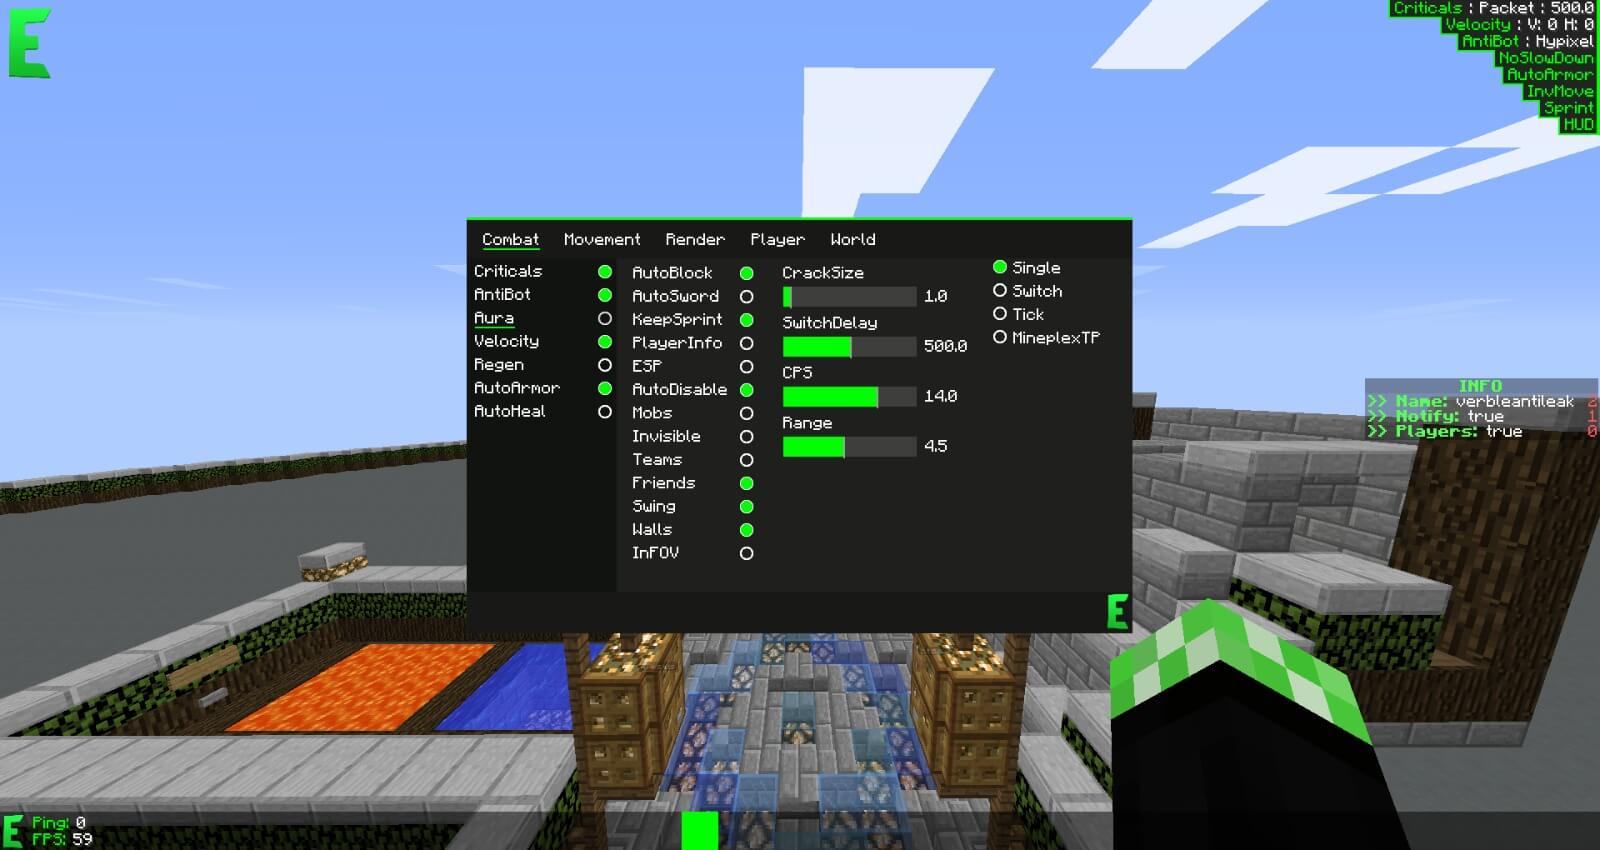 E
Criticals : Packet : 500.0
Velocity : V: 0 H: 0
AntiBot : Hypixel
NoSlowDown
AutoArmor
InvMove
Sprint
HUD
Combat Movement Render Player World
Criticals
AntiBot
Aura
Velocity
Regen
AutoArmor
AutoHeal
AutoBlock
AutoSword
KeepSprint
PlayerInfo
ESP
AutoDisable
Mobs
Invisible
Teams
Friends
Swing
Walls
InFOV
CrackSize
1.0
SwitchDelay
500.0
CPS
14.0
Range
4.5
Single
Switch
Tick
MineplexTP
E
INFO
>> Name: verbleantileak 2
>> Notify: true 1
>> Players: true 0
E
Ping: 0
FPS: 59